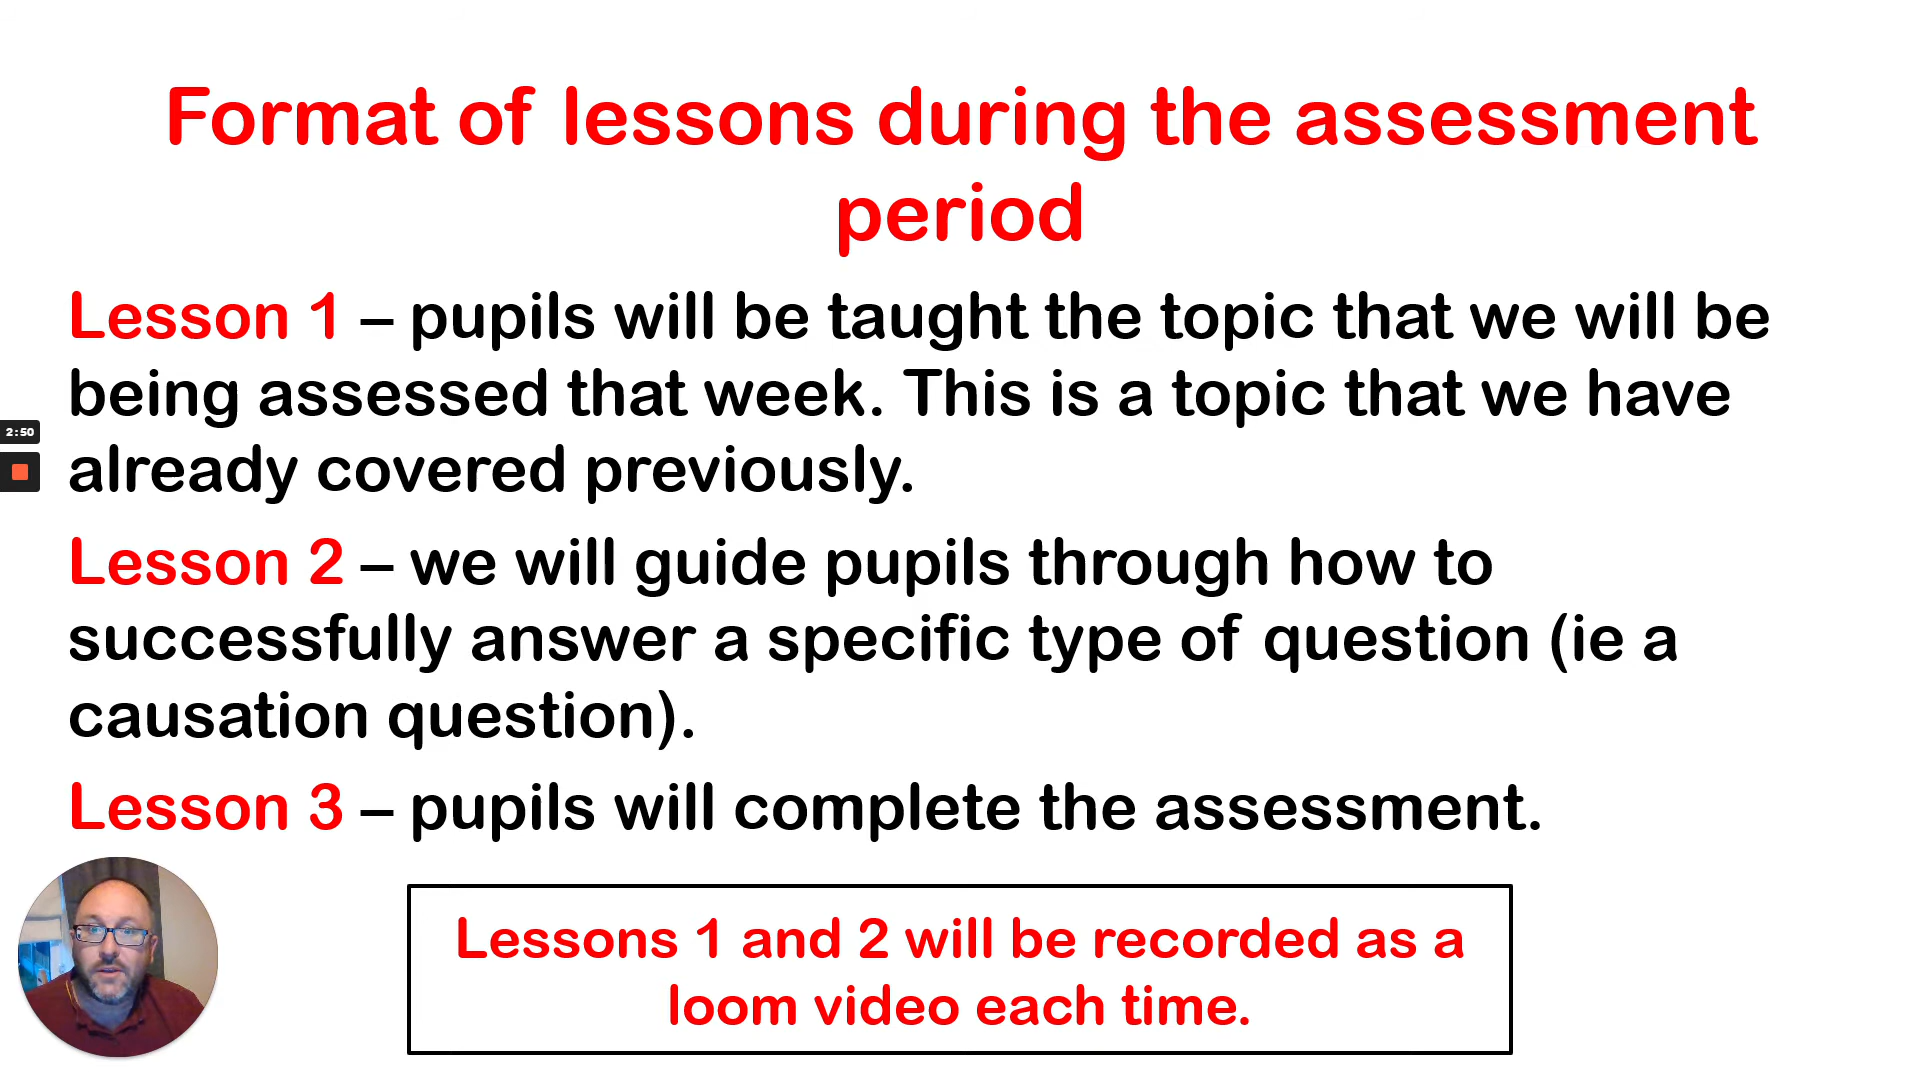 Format of lessons during the assessment
period
Lesson 1 – pupils will be taught the topic that we will be
being assessed that week. This is a topic that we have
already covered previously.
2:50
Lesson 2 – we will guide pupils through how to
successfully answer a specific type of question (ie a
causation question).
Lesson 3 – pupils will complete the assessment.
Lessons 1 and 2 will be recorded as a
loom video each time.